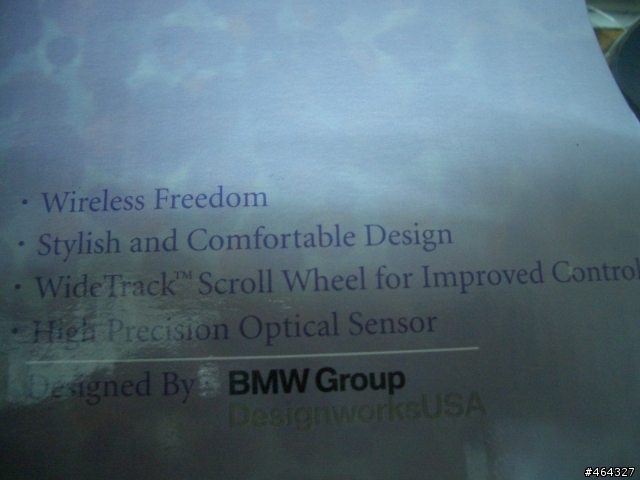 • Wireless Freedom
• Stylish and Comfortable Design
• WideTrack™ Scroll Wheel for Improved Control
• High Precision Optical Sensor
Designed By BMW Group
DesignworksUSA
#464327